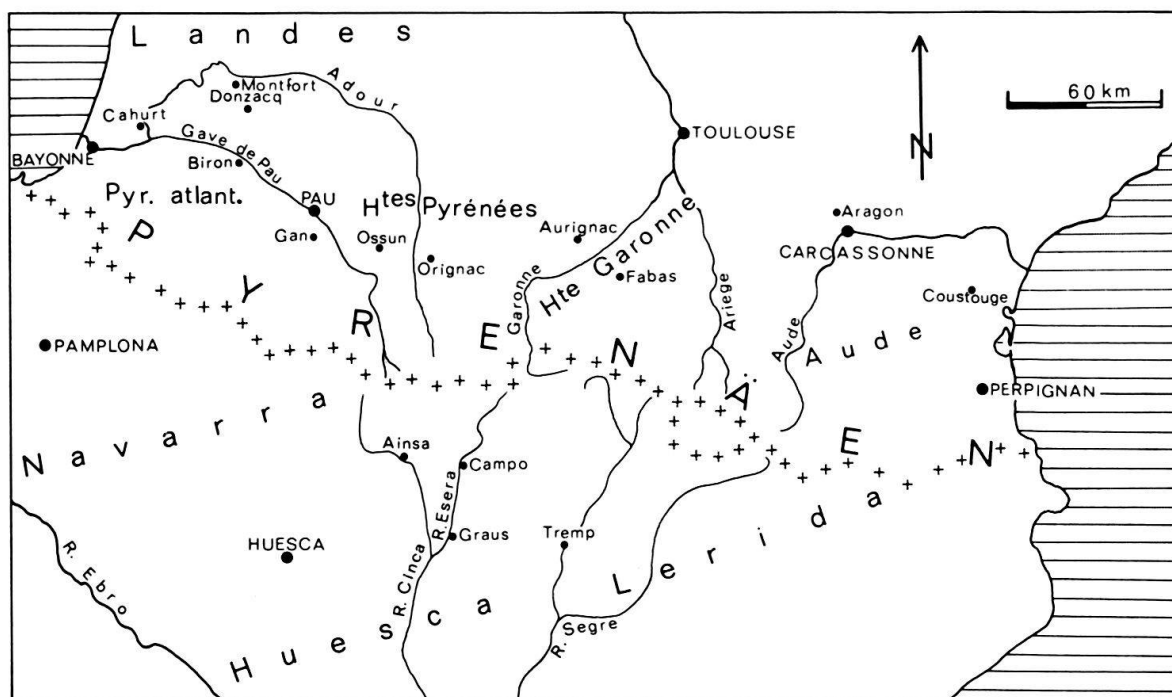 Landes
Adour
Montfort
Donzacq
Cahurt
Gave de Pau
BAYONNE
Biron
Pyr. atlant.
PAU
Gan
Ossun
Htes Pyrénées
Orignac
Aurignac
TOULOUSE
Garonne
Hte Garonne
Fabas
Ariege
N
60 km
Aragon
CARCASSONNE
Coustouge
Aude
Aude
PERPIGNAN
PYRENÄEN
PAMPLONA
Navarra
Ainsa
Campo
R. Esera
Graus
R. Cinca
HUESCA
Huesca
R. Ebro
Tremp
R. Segre
Lerida